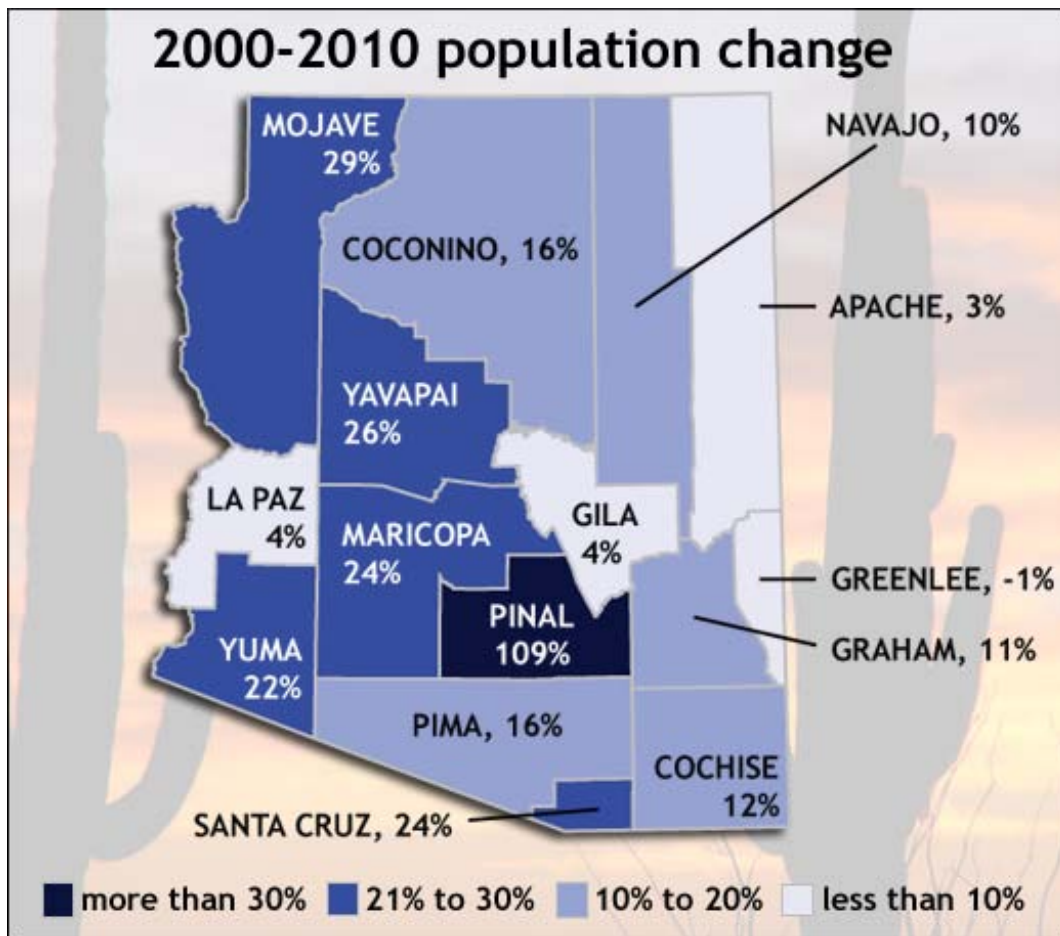 2000-2010 population change
MOJAVE
29%
NAVAJO, 10%
COCONINO, 16%
APACHE, 3%
YAVAPAI
26%
LA PAZ
4%
MARICOPA
24%
GILA
4%
GREENLEE, -1%
PINAL
109%
YUMA
22%
GRAHAM, 11%
PIMA, 16%
COCHISE
12%
SANTA CRUZ, 24%
more than 30% 21% to 30% 10% to 20% less than 10%